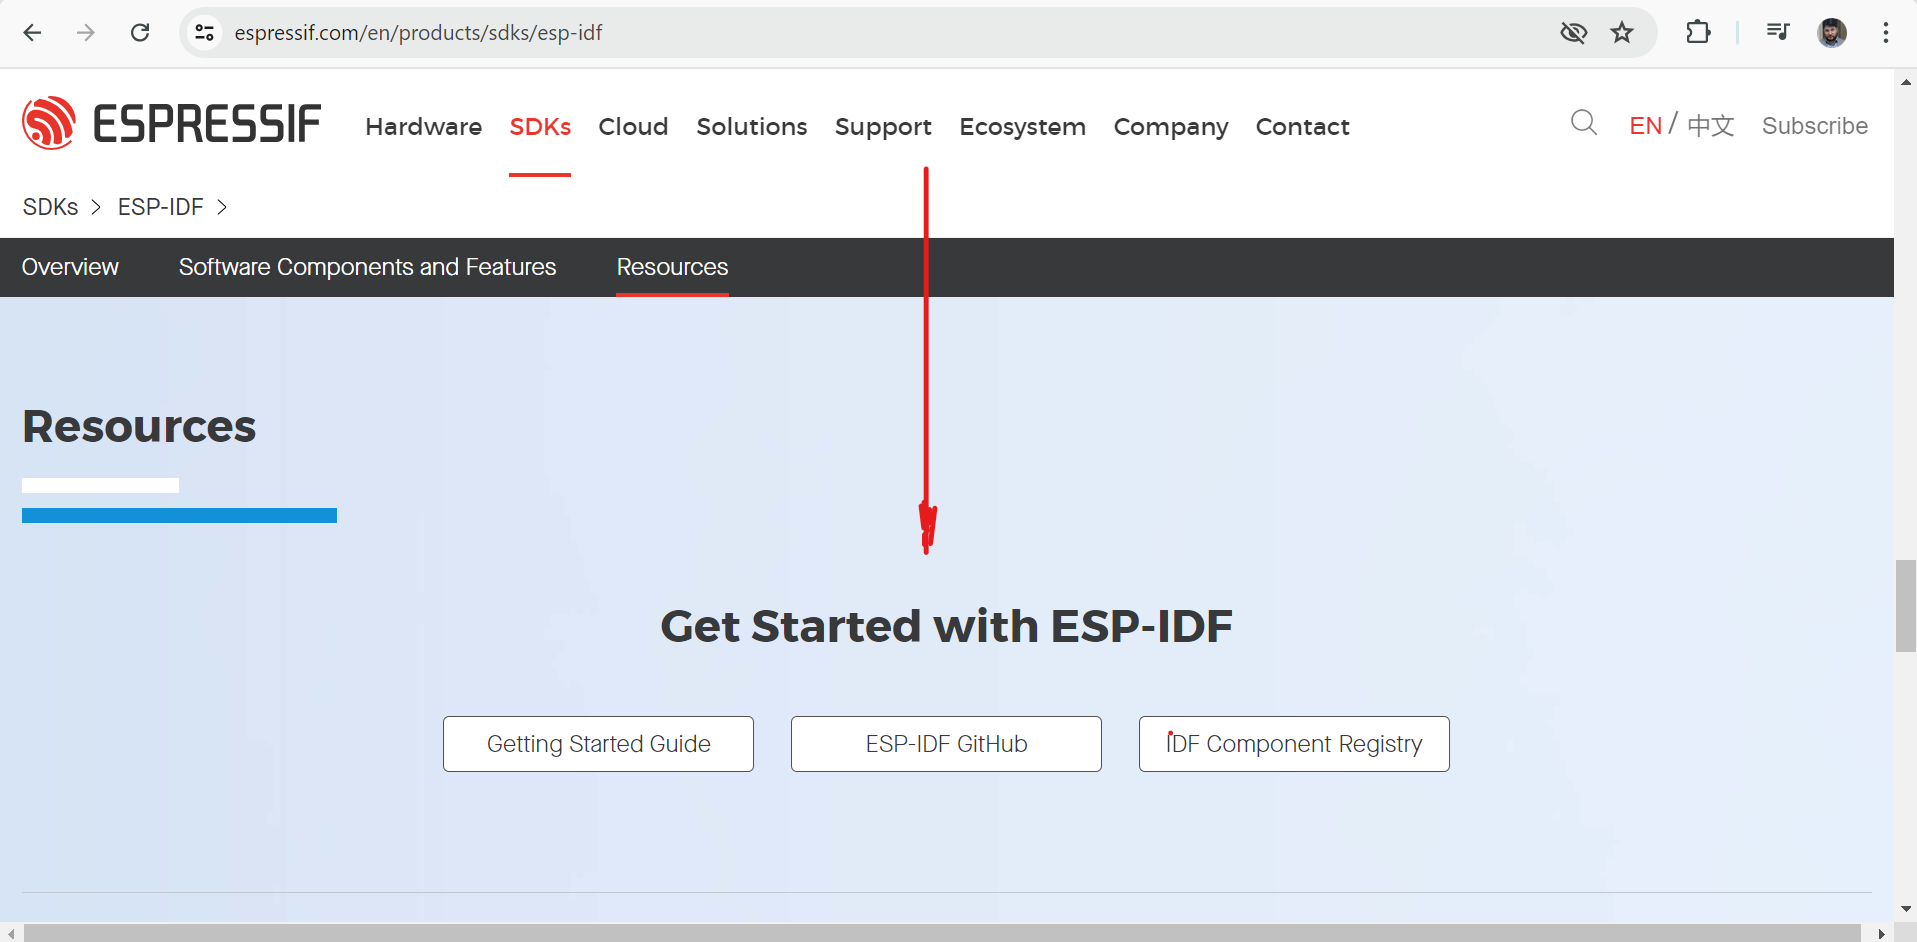 espressif.com/en/products/sdks/esp-idf
ESPRESSIF Hardware SDKs Cloud Solutions Support Ecosystem Company Contact EN / 中文 Subscribe
SDKs > ESP-IDF >
Overview Software Components and Features Resources
Resources
Get Started with ESP-IDF
Getting Started Guide ESP-IDF GitHub IDF Component Registry